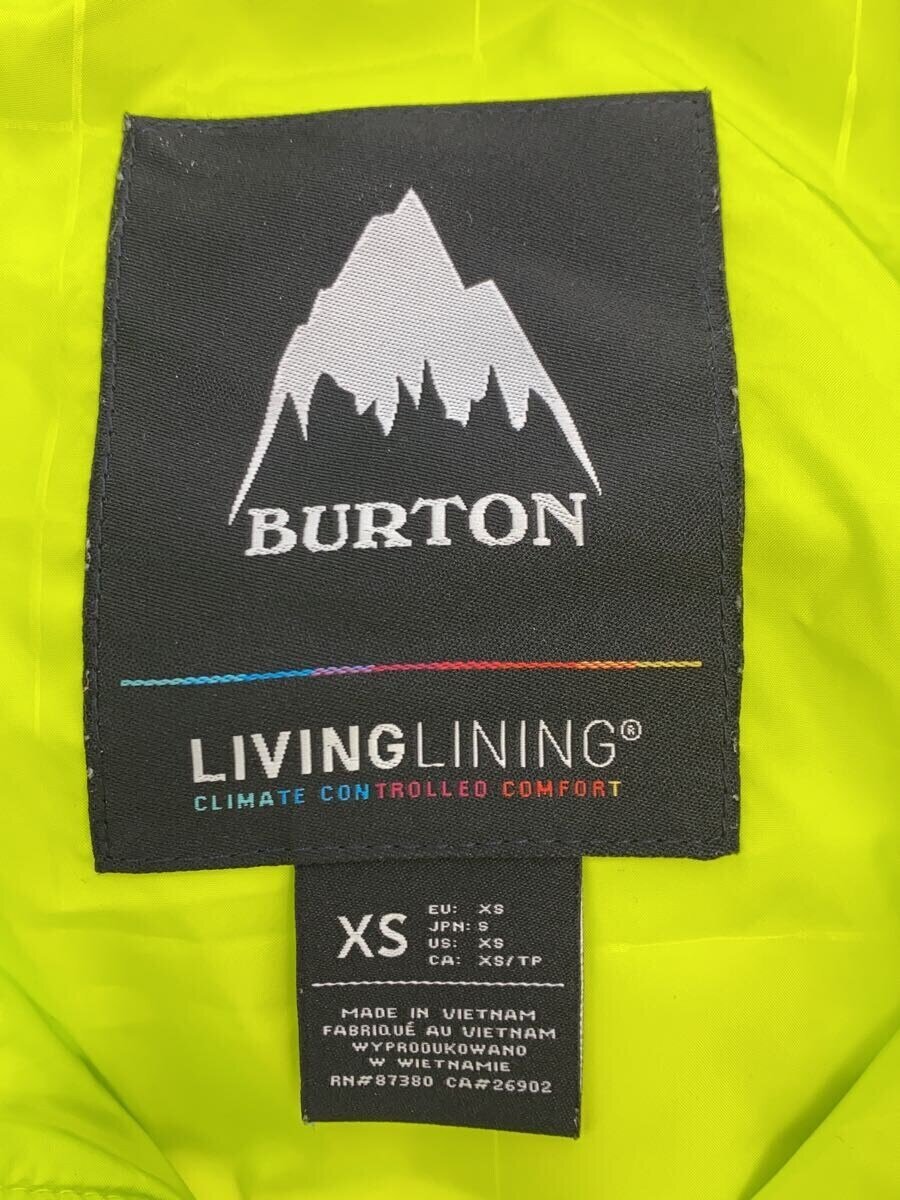 BURTON
LIVINGLINING®
CLIMATE CONTROLLED COMFORT
XS
EU: XS
JPN: S
US: XS
CA: XS/TP
MADE IN VIETNAM
FABRIQUÉ AU VIETNAM
WYPRODUKOWANO
W WIETNAMIE
RN#87380 CA#26902